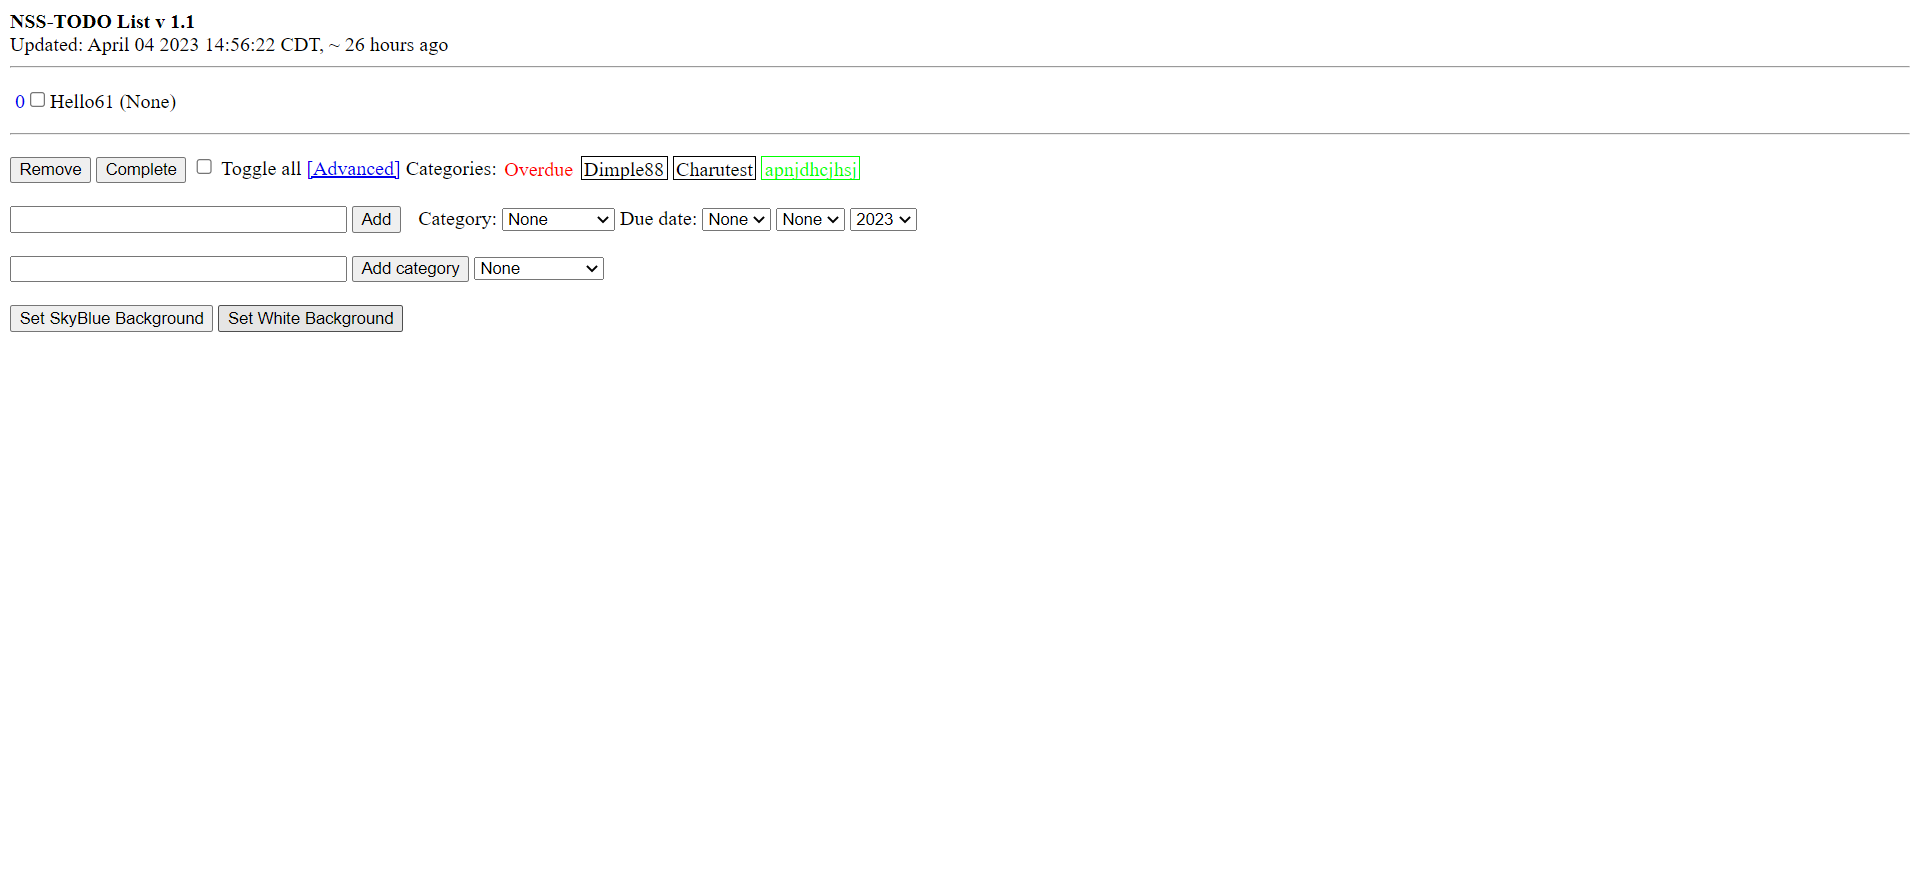 NSS-TODO List v 1.1
Updated: April 04 2023 14:56:22 CDT, ~ 26 hours ago
0 Hello61 (None)
Remove Complete Toggle all [Advanced] Categories: Overdue Dimple88 Charutest apnjdhcjhsj
Add Category: None Due date: None None 2023
Add category None
Set SkyBlue Background Set White Background